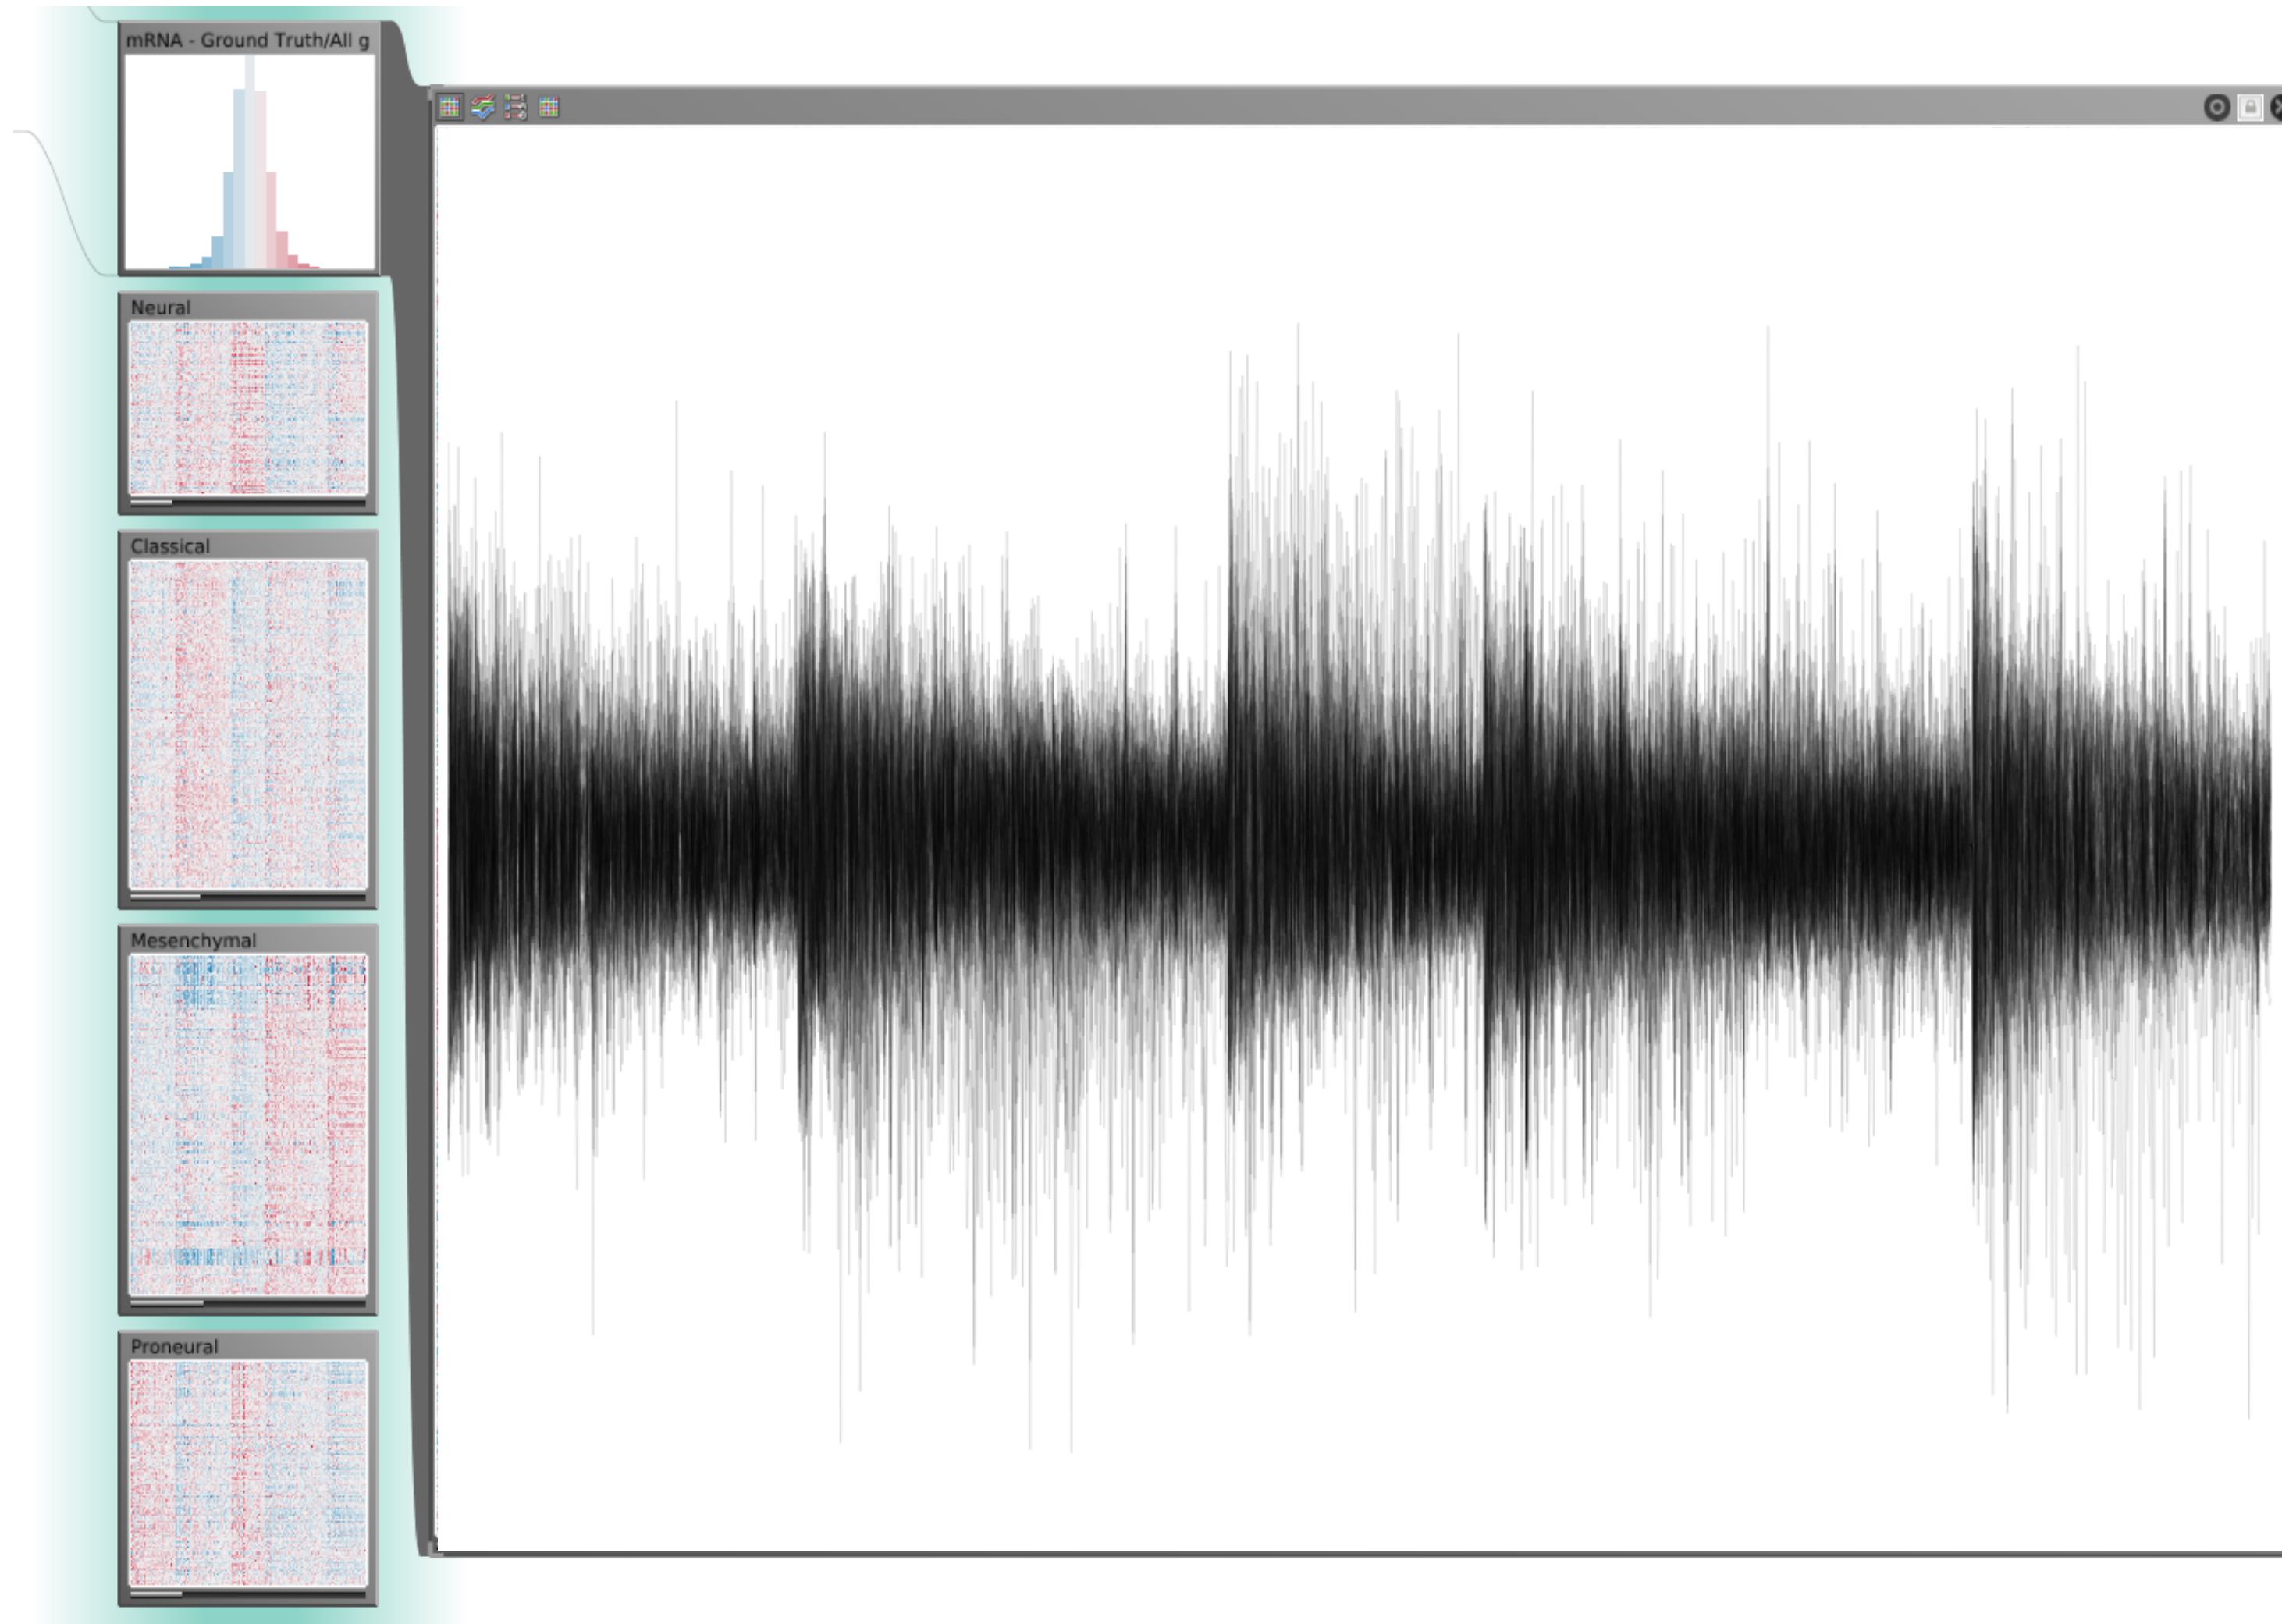 mRNA - Ground Truth/All g
Neural
Classical
Mesenchymal
Proneural